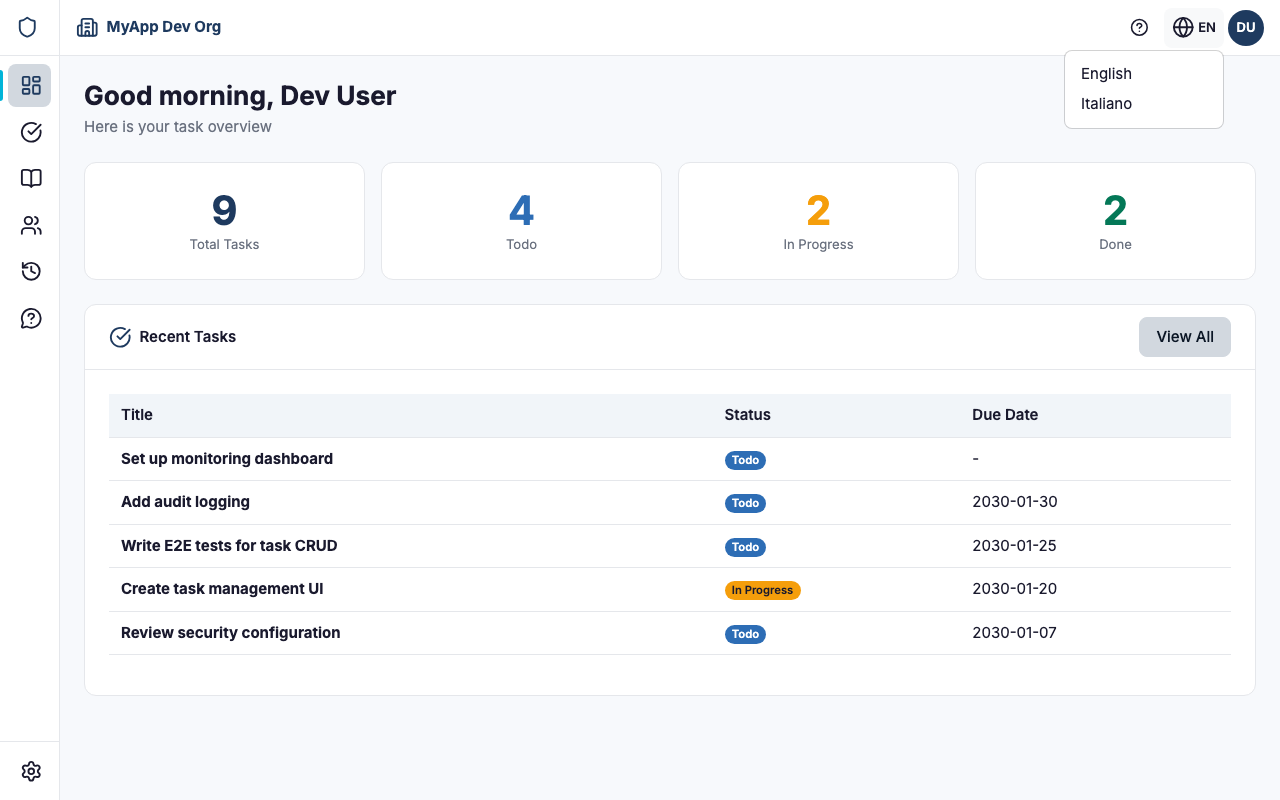 MyApp Dev Org
EN
DU
English
Italiano
Good morning, Dev User
Here is your task overview
9
Total Tasks
4
Todo
2
In Progress
2
Done
Recent Tasks
View All
Title Status Due Date
Set up monitoring dashboard Todo -
Add audit logging Todo 2030-01-30
Write E2E tests for task CRUD Todo 2030-01-25
Create task management UI In Progress 2030-01-20
Review security configuration Todo 2030-01-07